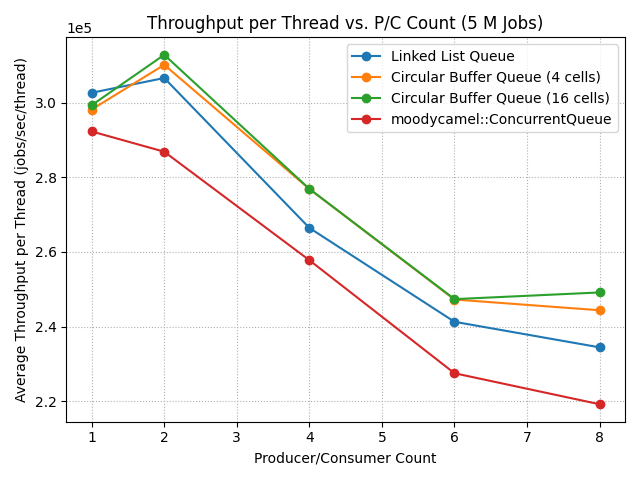 Throughput per Thread vs. P/C Count (5 M Jobs)
1e5
Linked List Queue
Circular Buffer Queue (4 cells)
Circular Buffer Queue (16 cells)
moodycamel::ConcurrentQueue
Average Throughput per Thread (jobs/sec/thread)
3.0
2.8
2.6
2.4
2.2
1 2 3 4 5 6 7 8
Producer/Consumer Count